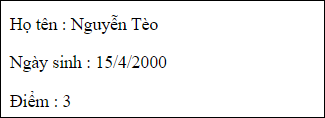 Họ tên : Nguyễn Tèo
Ngày sinh : 15/4/2000
Điểm : 3